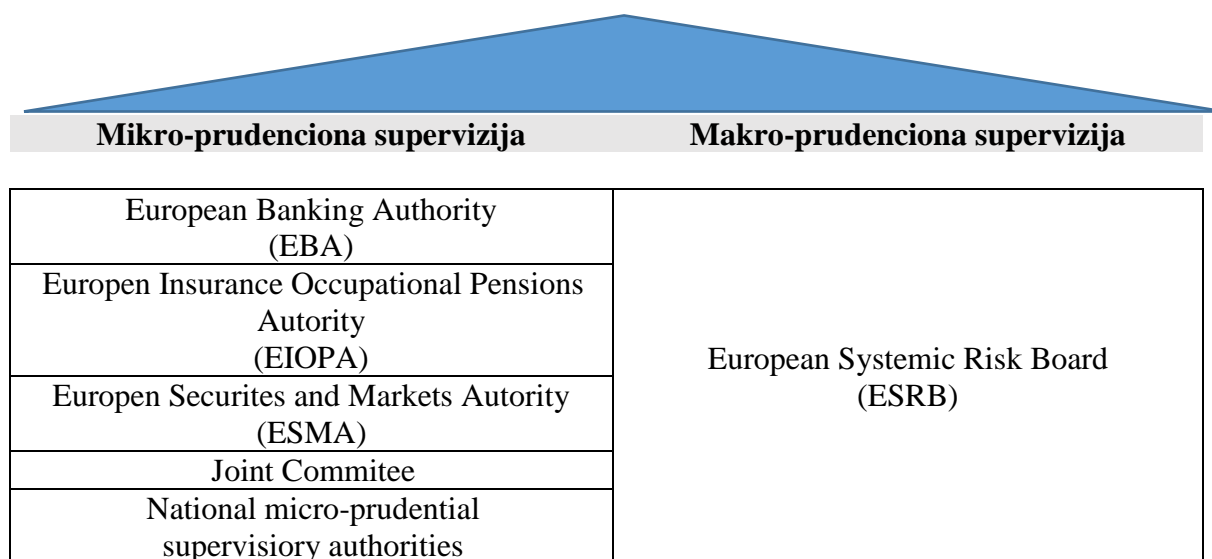 Mikro-prudenciona supervizija
Makro-prudenciona supervizija
European Banking Authority
(EBA)
Europen Insurance Occupational Pensions
Autority
(EIOPA)
Europen Securites and Markets Autority
(ESMA)
Joint Commitee
National micro-prudential
supervisiory authorities
European Systemic Risk Board
(ESRB)